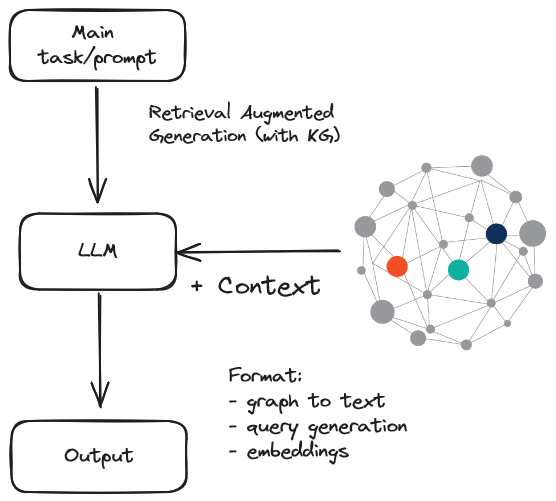 Main
task/prompt
Retrieval Augmented
Generation (with KG)
LLM
+ Context
Format:
- graph to text
- query generation
- embeddings
Output